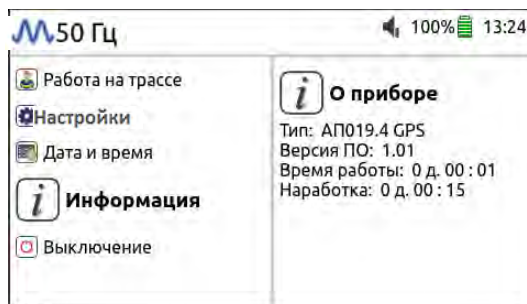 50 Гц
100% 13:24
Работа на трассе
Настройки
Дата и время
i Информация
Выключение
i О приборе
Тип: АП019.4 GPS
Версия ПО: 1.01
Время работы: 0 д. 00 : 01
Наработка: 0 д. 00 : 15